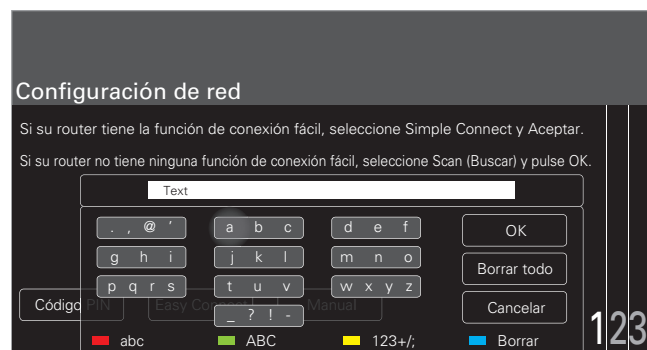 Configuración de red
Si su router tiene la función de conexión fácil, seleccione Simple Connect y Aceptar.
Si su route no tiene ninguna función de conexión fácil, seleccione Scan (Buscar) y pulse OK.
Text
. , @ ' a b c d e f OK
g h i j k l m n o Borrar todo
p q r s t u v w x y z
Código PIN Easy Connect Manual Cancelar
_ ? ! -
abc ABC 123+/; Borrar
123